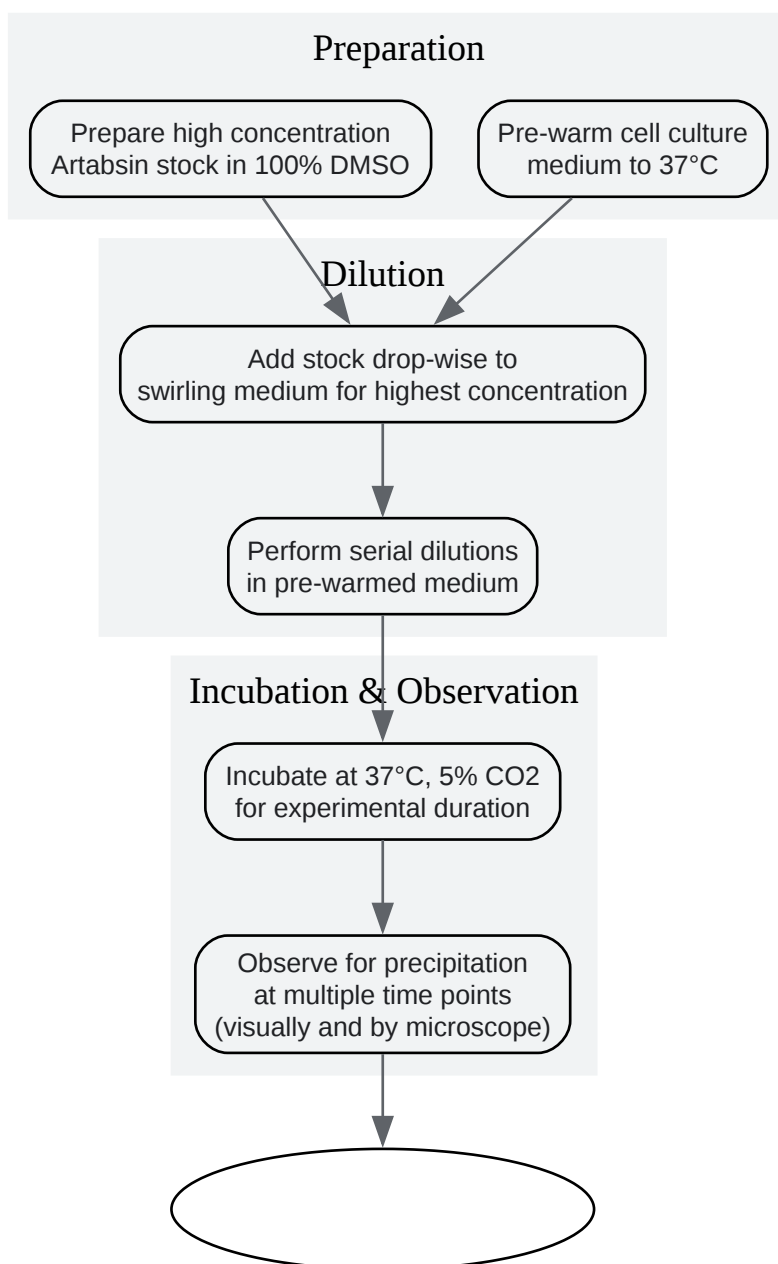 Preparation
Prepare high concentration
Artabsin stock in 100% DMSO
Pre-warm cell culture
medium to 37°C
Dilution
Add stock drop-wise to
swirling medium for highest concentration
Perform serial dilutions
in pre-warmed medium
Incubation & Observation
Incubate at 37°C, 5% CO2
for experimental duration
Observe for precipitation
at multiple time points
(visually and by microscope)